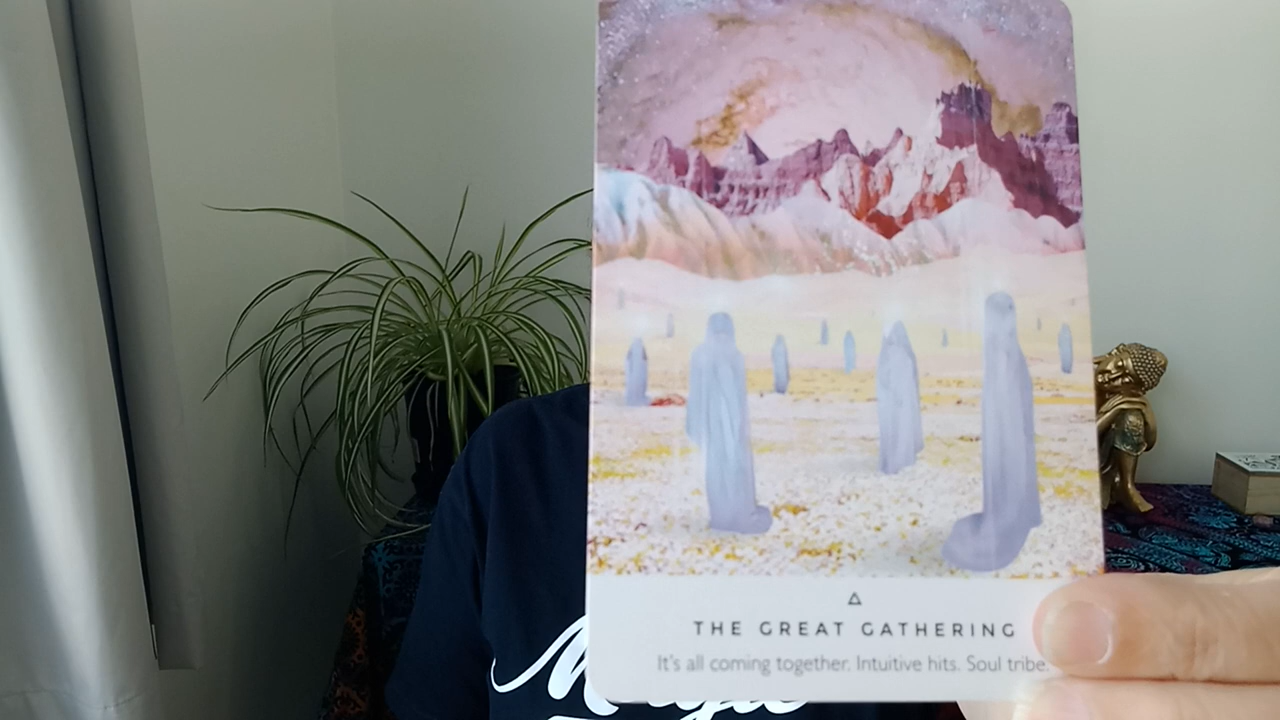 THE GREAT GATHERING
It's all coming together. Intuitive hits. Soul tribe.